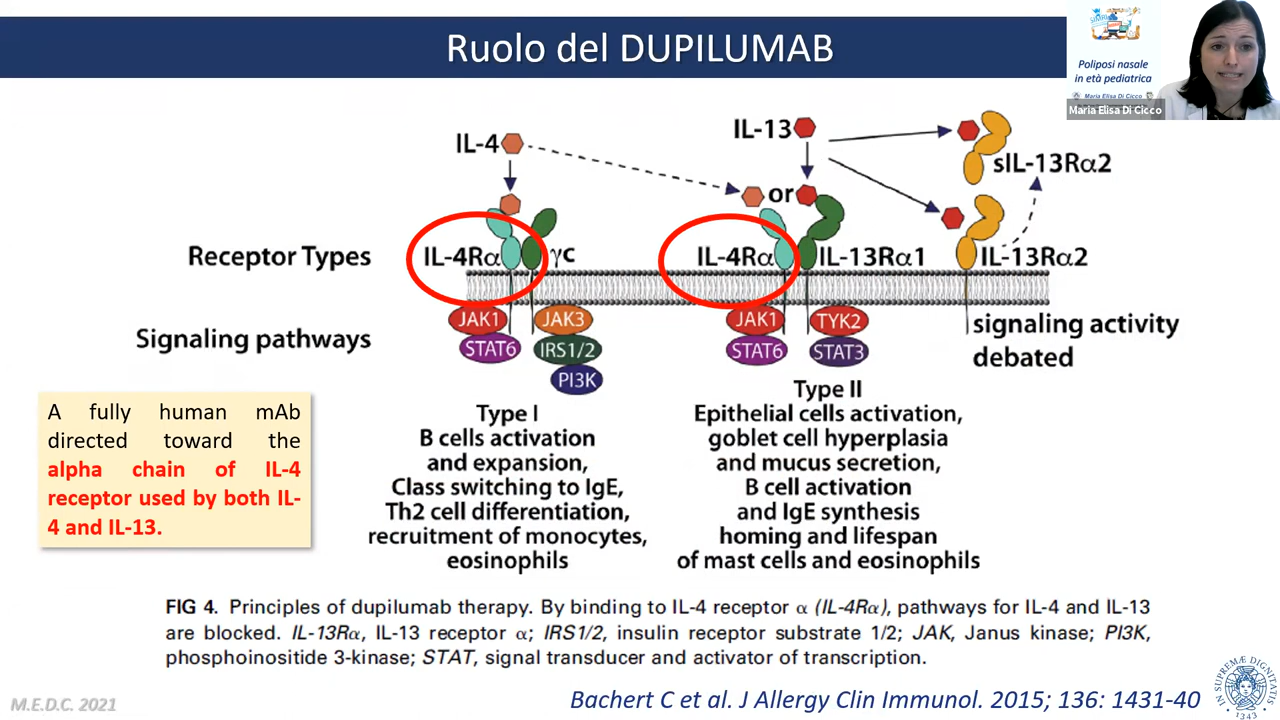 Ruolo del DUPILUMAB
Poliposi nasale
in età pediatrica
Maria Elisa Di Cicco
Maria Elisa Di Cicco
IL-4
IL-13
or
sIL-13Rα2
Receptor Types
IL-4Rα
γc
IL-4Rα
IL-13Rα1
IL-13Rα2
Signaling pathways
JAK1
STAT6
JAK3
IRS1/2
PI3K
JAK1
STAT6
TYK2
STAT3
signaling activity
debated
A fully human mAb
directed toward the
alpha chain of IL-4
receptor used by both IL-
4 and IL-13.
Type I
B cells activation
and expansion,
Class switching to IgE,
Th2 cell differentiation,
recruitment of monocytes,
eosinophils
Type II
Epithelial cells activation,
goblet cell hyperplasia
and mucus secretion,
B cell activation
and IgE synthesis
homing and lifespan
of mast cells and eosinophils
FIG 4. Principles of dupilumab therapy. By binding to IL-4 receptor α (IL-4Rα), pathways for IL-4 and IL-13
are blocked. IL-13Rα, IL-13 receptor α; IRS1/2, insulin receptor substrate 1/2; JAK, Janus kinase; PI3K,
phosphoinositide 3-kinase; STAT, signal transducer and activator of transcription.
Bachert C et al. J Allergy Clin Immunol. 2015; 136: 1431-40
M.E.D.C. 2021
IN SUPREMÆ DIGNITATIS
1343